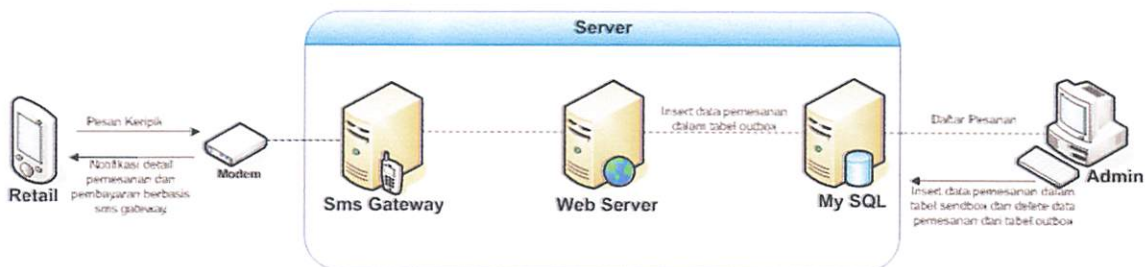 Server
Pesan Keripik
Notifikasi detail
pemesanan dan
pembayaran berbasis
sms gateway
Retail
Modem
Sms Gateway
Web Server
Insert data pemesanan
dalam tabel outbox
My SQL
Daftar Pesanan
Admin
Insert data pemesanan dalam
tabel sendbox dan delete data
pemesanan dari tabel outbox